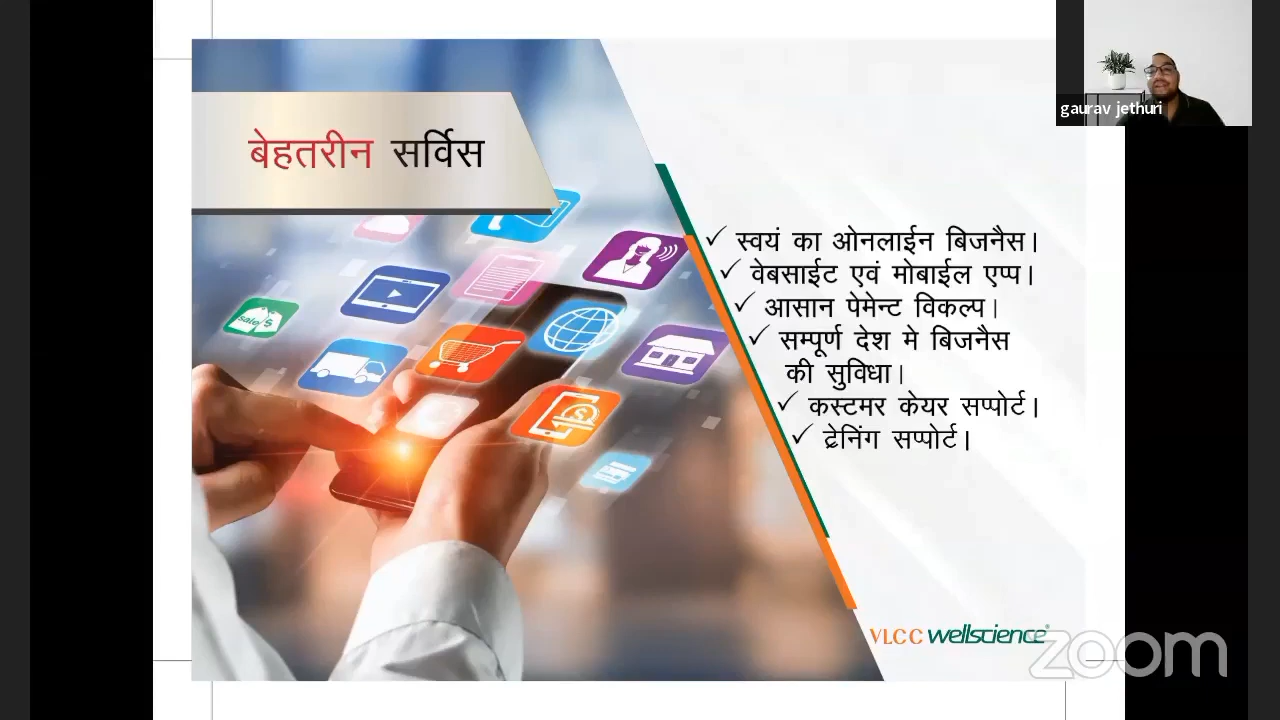 gaurav jethuri
बेहतरीन सर्विस
✓ स्वयं का ओनलाईन बिजनैस।
✓ वेबसाईट एवं मोबाईल एप्प।
✓ आसान पेमेन्ट विकल्प।
✓ सम्पूर्ण देश मे बिजनैस
की सुविधा।
✓ कस्टमर केयर सप्पोर्ट।
✓ ट्रेनिंग सप्पोर्ट।
sale
VLCC wellscience
zoom